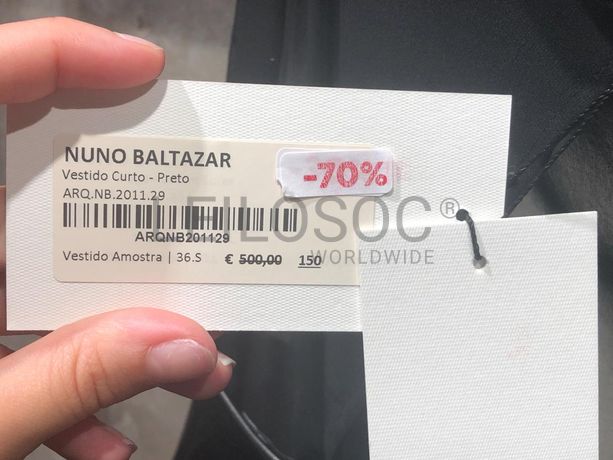 NUNO BALTAZAR
-70%
Vestido Curto - Preto
ARQ.NB.2011.29
FILOSOC®
WORLDWIDE
ARQNB201129
Vestido Amostra | 36.S € 500,00 150